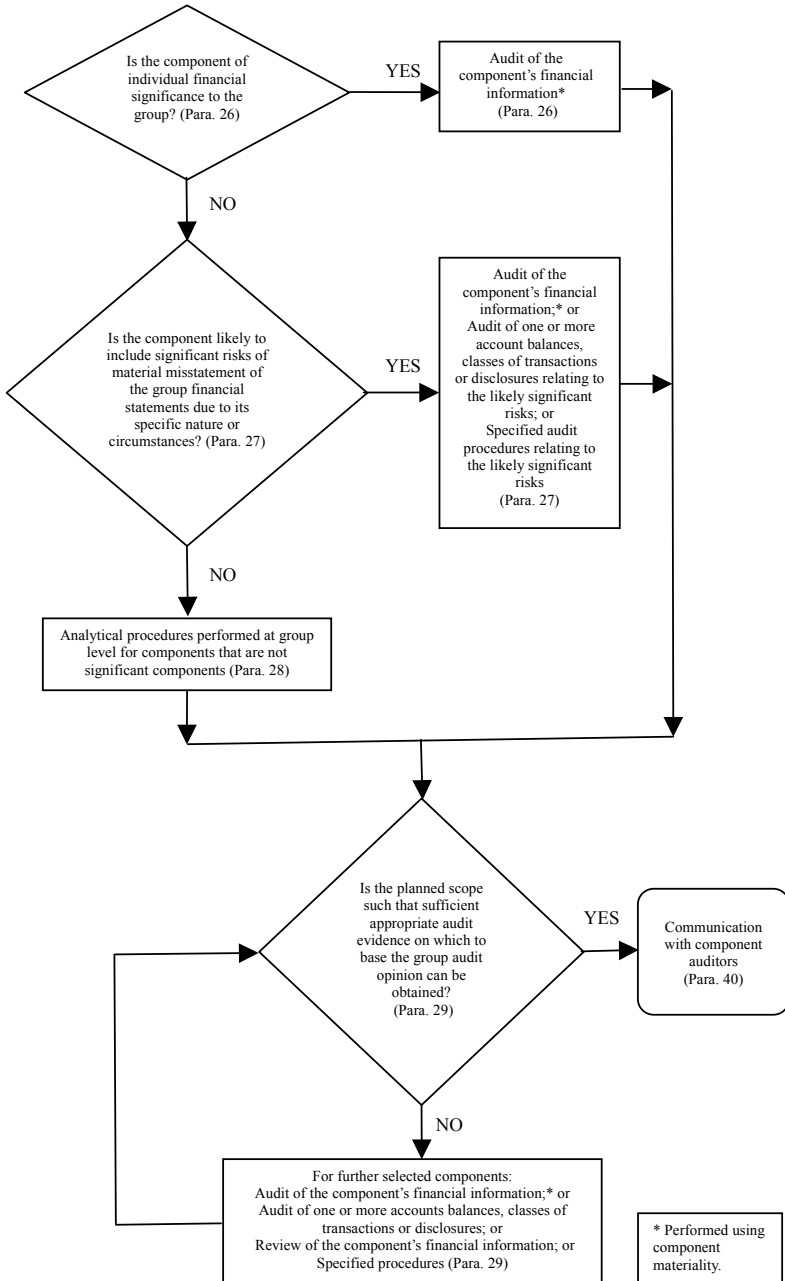 Is the component of
individual financial
significance to the
group? (Para. 26)
YES
Audit of the
component’s financial
information*
(Para. 26)
NO
Is the component likely to
include significant risks of
material misstatement of
the group financial
statements due to its
specific nature or
circumstances? (Para. 27)
YES
Audit of the
component’s financial
information;* or
Audit of one or more
account balances,
classes of transactions
or disclosures relating to
the likely significant
risks; or
Specified audit
procedures relating to
the likely significant
risks
(Para. 27)
NO
Analytical procedures performed at group
level for components that are not
significant components (Para. 28)
Is the planned scope
such that sufficient
appropriate audit
evidence on which to
base the group audit
opinion can be
obtained?
(Para. 29)
YES
Communication
with component
auditors
(Para. 40)
NO
For further selected components:
Audit of the component’s financial information;* or
Audit of one or more accounts balances, classes of
transactions or disclosures; or
Review of the component’s financial information; or
Specified procedures (Para. 29)
* Performed using
component
materiality.